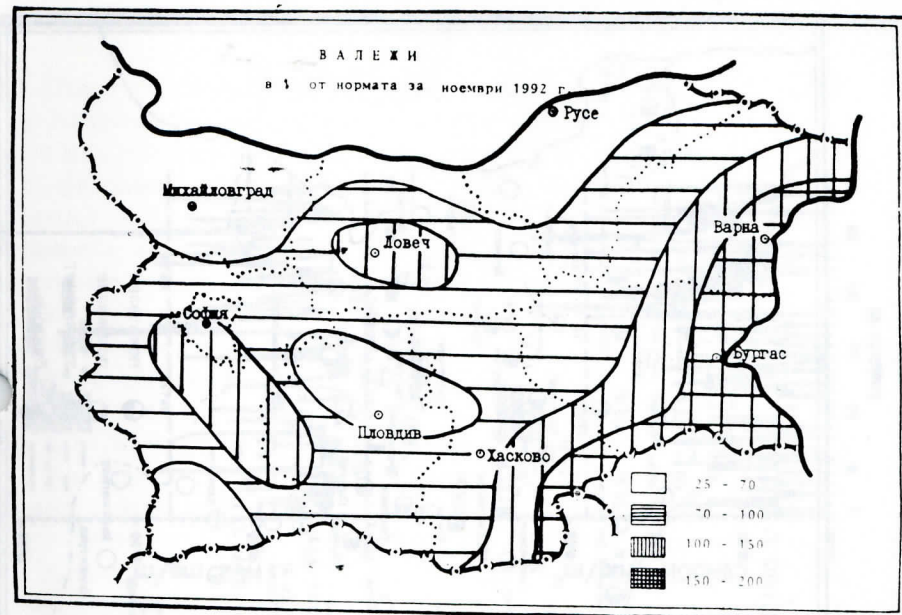 ВАЛЕЖИ
в % от нормата за ноември 1992 г.
Русе
Михайловград
Ловеч
Варна
София
Бургас
Пловдив
Хасково
25 - 70
70 - 100
100 - 150
150 - 200